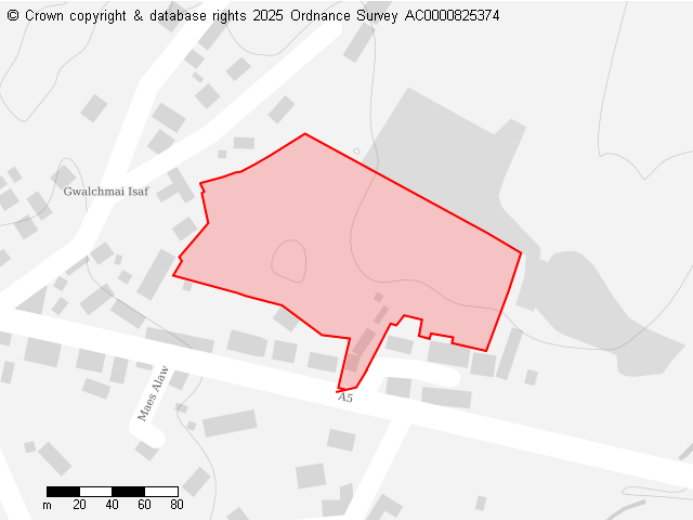 © Crown copyright & database rights 2025 Ordnance Survey AC0000825374
Gwalchmai Isaf
Maes Alaw
A5
m 20 40 60 80